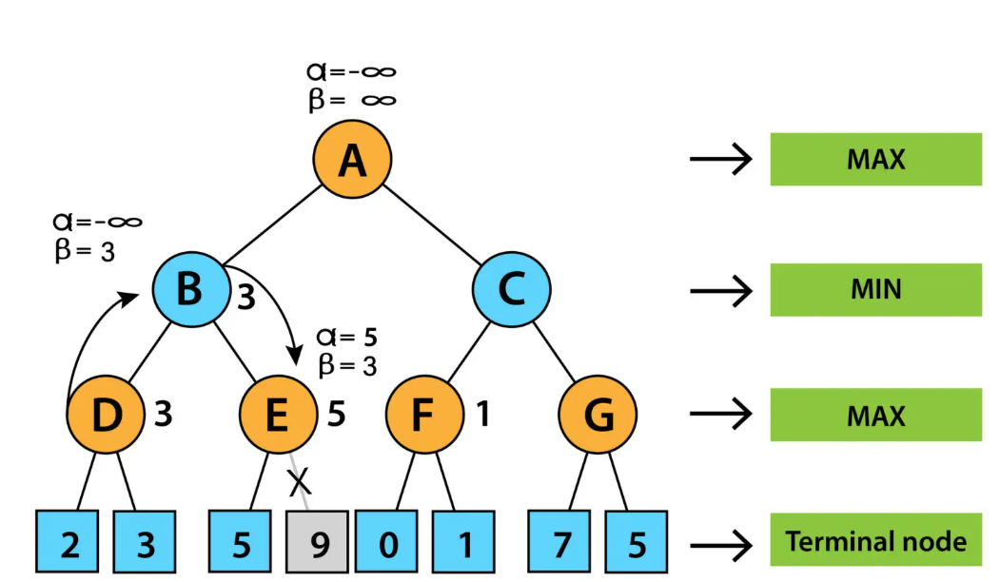 α=-∞
β= ∞
A
MAX
α=-∞
β= 3
B
3
C
MIN
α= 5
β= 3
D
3
E
5
F
1
G
MAX
X
2
3
5
9
0
1
7
5
Terminal node